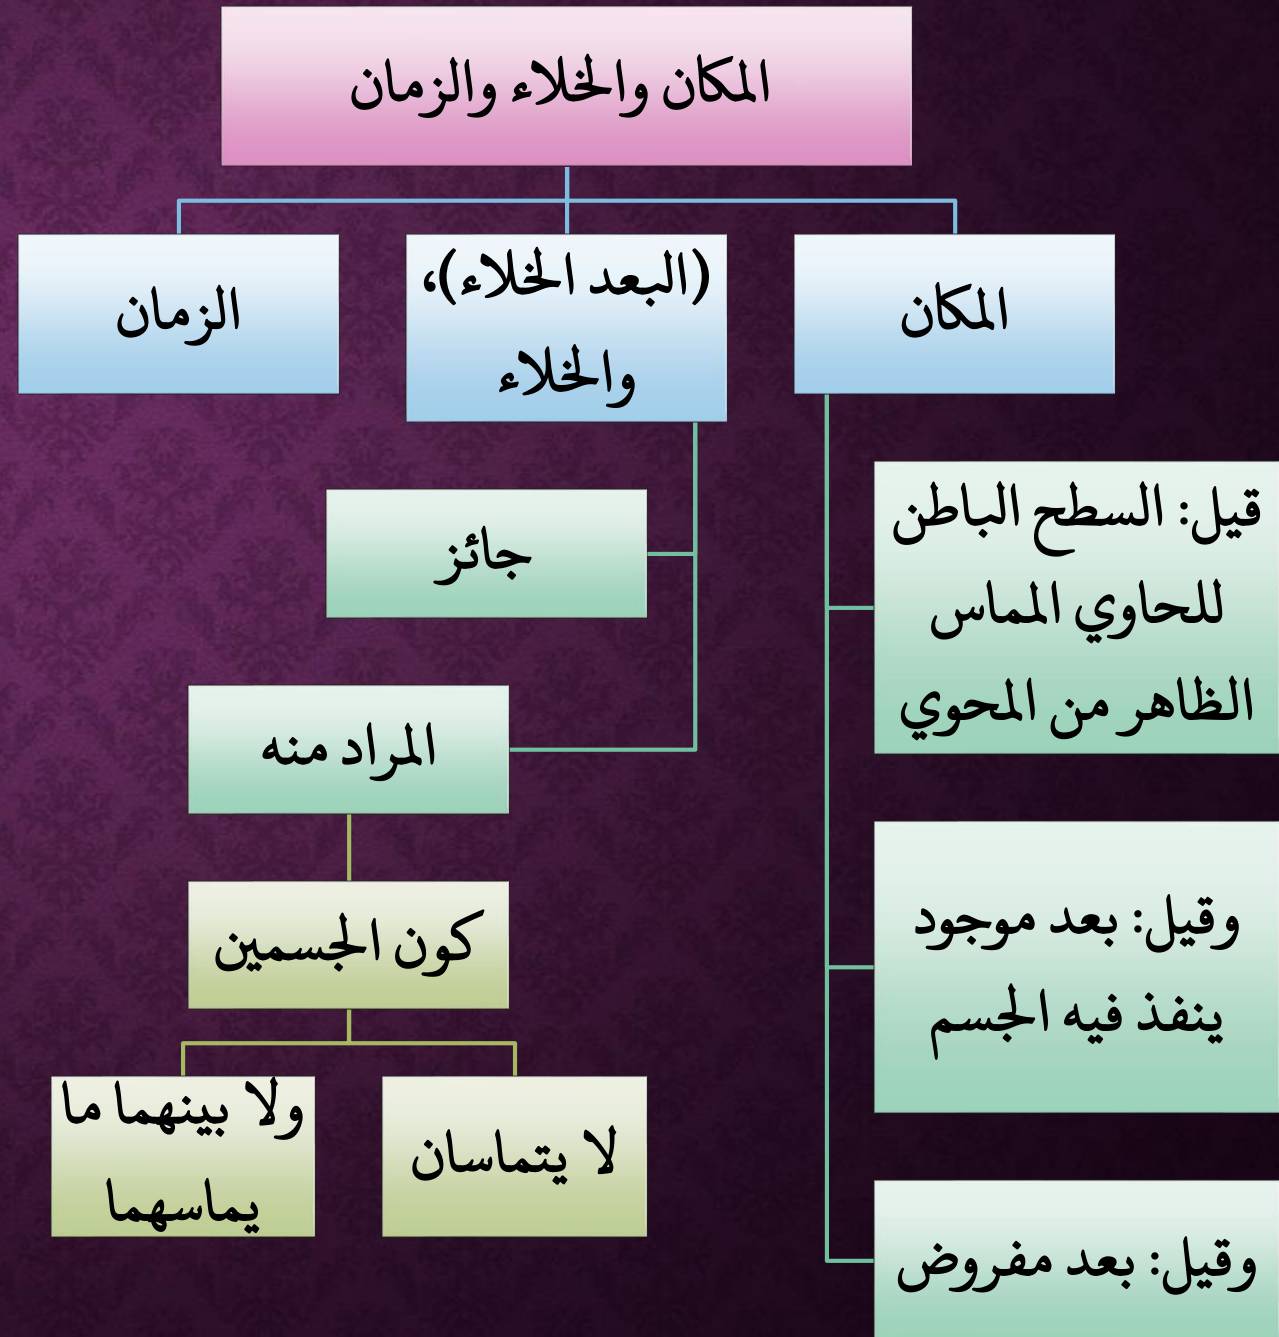 المكان والخلاء والزمان
المكان
(البعد الخلاء)،
والخلاء
الزمان
قيل: السطح الباطن
للحاوي المماس
الظاهر من المحوي
وقيل: بعد موجود
ينفذ فيه الجسم
وقيل: بعد مفروض
جائز
المراد منه
كون الجسمين
لا يتماسان
ولا بينهما ما
يماسهما